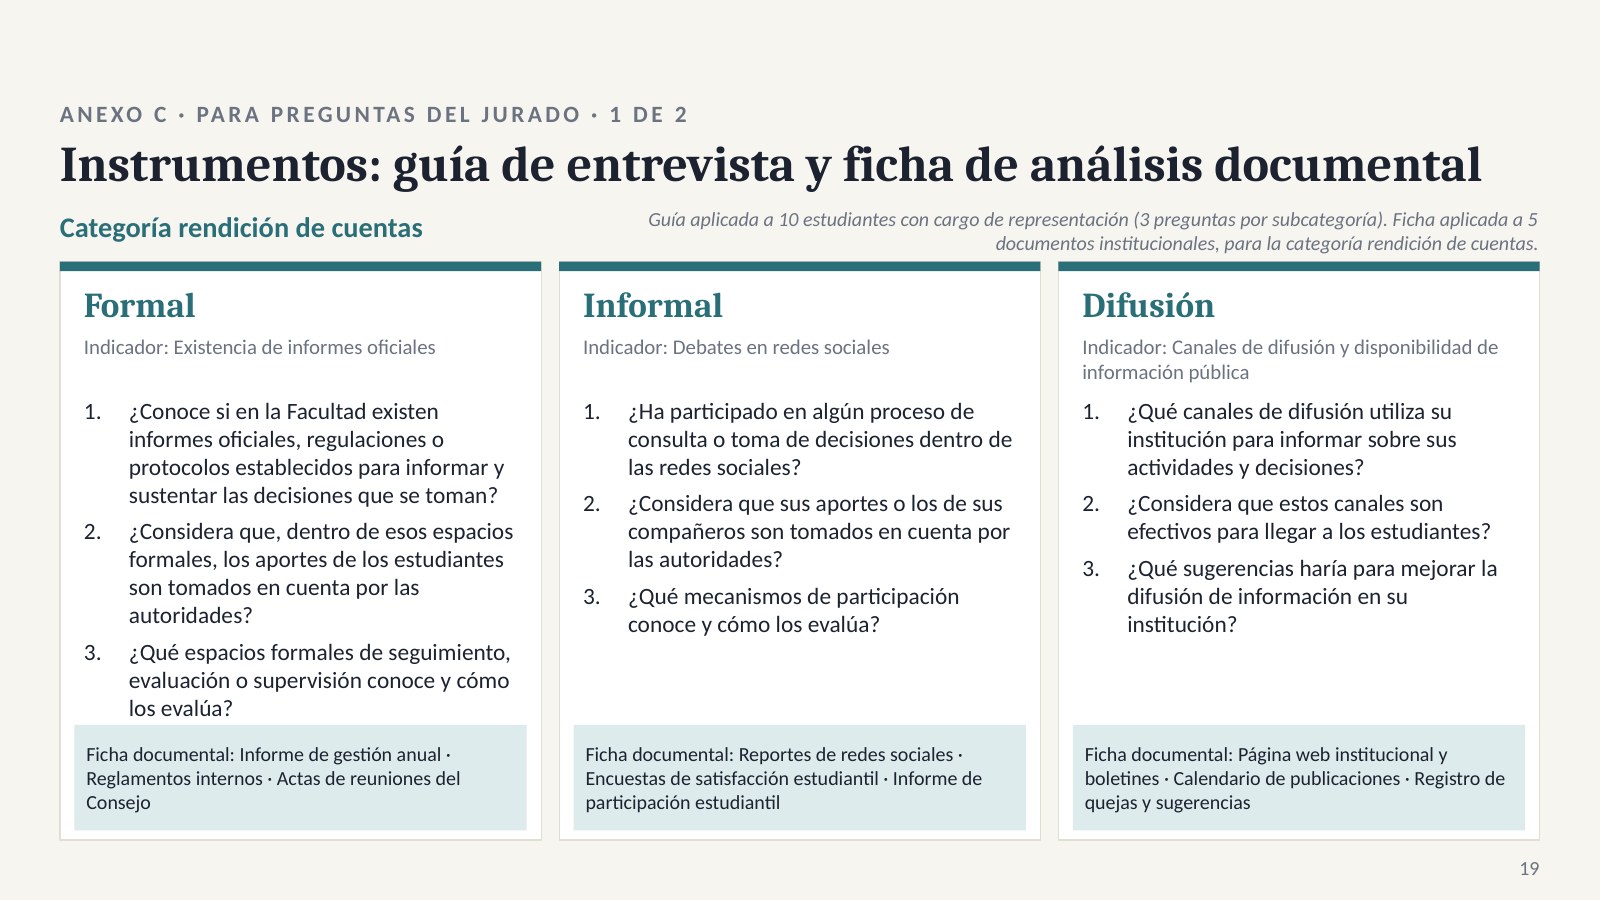 ANEXO C · PARA PREGUNTAS DEL JURADO · 1 DE 2
Instrumentos: guía de entrevista y ficha de análisis documental
Categoría rendición de cuentas
Guía aplicada a 10 estudiantes con cargo de representación (3 preguntas por subcategoría). Ficha aplicada a 5
documentos institucionales, para la categoría rendición de cuentas.
Formal
Indicador: Existencia de informes oficiales
1. ¿Conoce si en la Facultad existen
informes oficiales, regulaciones o
protocolos establecidos para informar y
sustentar las decisiones que se toman?
2. ¿Considera que, dentro de esos espacios
formales, los aportes de los estudiantes
son tomados en cuenta por las
autoridades?
3. ¿Qué espacios formales de seguimiento,
evaluación o supervisión conoce y cómo
los evalúa?
Ficha documental: Informe de gestión anual ·
Reglamentos internos · Actas de reuniones del
Consejo
Informal
Indicador: Debates en redes sociales
1. ¿Ha participado en algún proceso de
consulta o toma de decisiones dentro de
las redes sociales?
2. ¿Considera que sus aportes o los de sus
compañeros son tomados en cuenta por
las autoridades?
3. ¿Qué mecanismos de participación
conoce y cómo los evalúa?
Ficha documental: Reportes de redes sociales ·
Encuestas de satisfacción estudiantil · Informe de
participación estudiantil
Difusión
Indicador: Canales de difusión y disponibilidad de
información pública
1. ¿Qué canales de difusión utiliza su
institución para informar sobre sus
actividades y decisiones?
2. ¿Considera que estos canales son
efectivos para llegar a los estudiantes?
3. ¿Qué sugerencias haría para mejorar la
difusión de información en su
institución?
Ficha documental: Página web institucional y
boletines · Calendario de publicaciones · Registro de
quejas y sugerencias
19